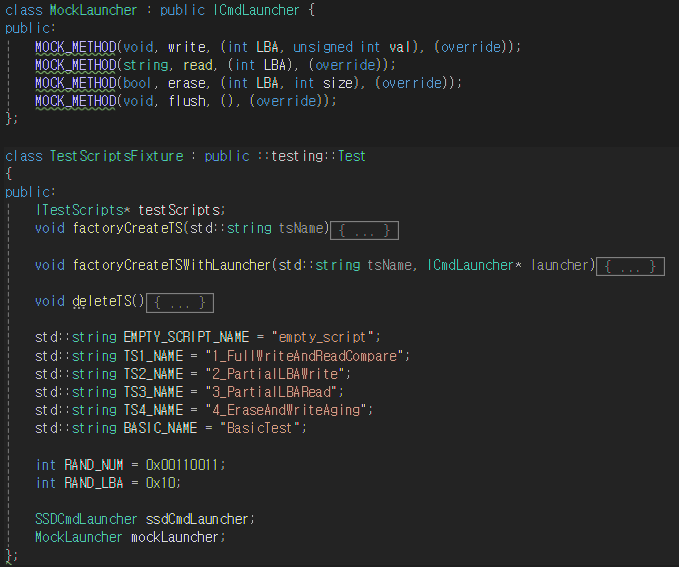 class MockLauncher : public ICmdLauncher {
public:
    MOCK_METHOD(void, write, (int LBA, unsigned int val), (override));
    MOCK_METHOD(string, read, (int LBA), (override));
    MOCK_METHOD(bool, erase, (int LBA, int size), (override));
    MOCK_METHOD(void, flush, (), (override));
};
class TestScriptsFixture : public ::testing::Test
{
public:
    ITestScripts* testScripts;
    void factoryCreateTS(std::string tsName){ ... }
    void factoryCreateTSWithLauncher(std::string tsName, ICmdLauncher* launcher){ ... }
    void deleteTS(){ ... }
    std::string EMPTY_SCRIPT_NAME = "empty_script";
    std::string TS1_NAME = "1_FullWriteAndReadCompare";
    std::string TS2_NAME = "2_PartialLBAWrite";
    std::string TS3_NAME = "3_PartialLBARead";
    std::string TS4_NAME = "4_EraseAndWriteAging";
    std::string BASIC_NAME = "BasicTest";
    int RAND_NUM = 0x00110011;
    int RAND_LBA = 0x10;
    SSDCmdLauncher ssdCmdLauncher;
    MockLauncher mockLauncher;
};